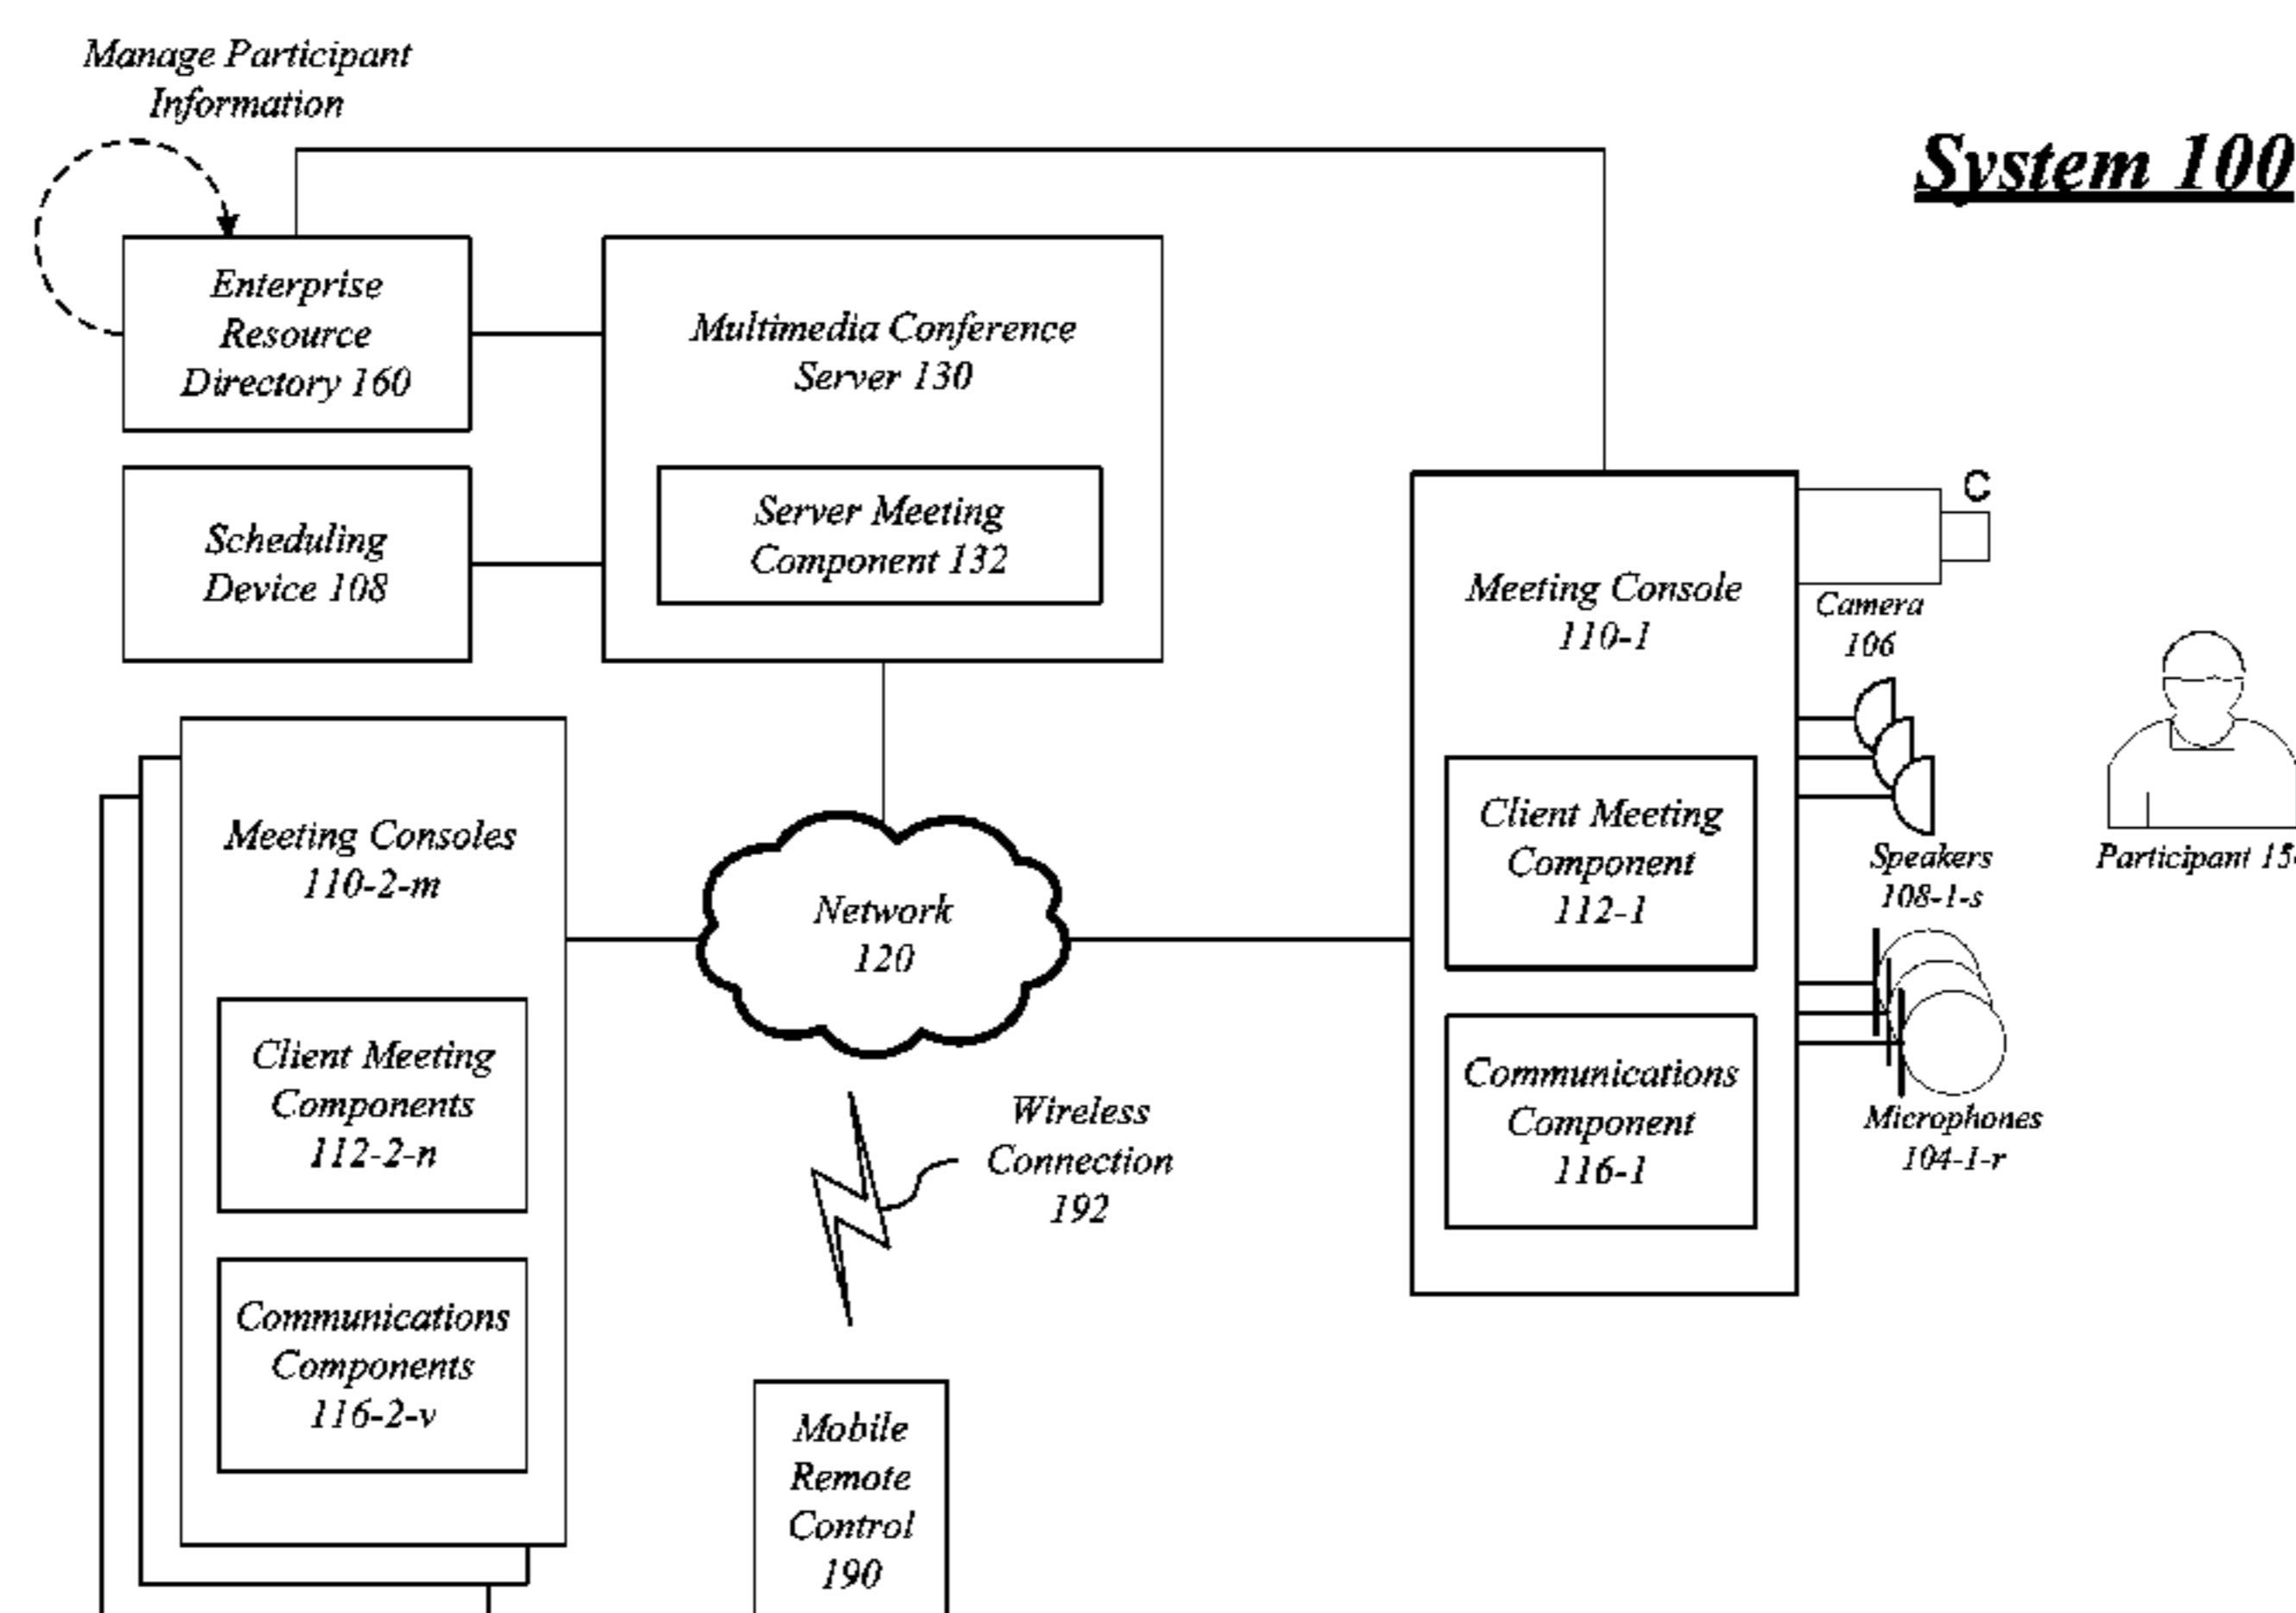 Manage Participant
Information
System 100
Enterprise
Resource
Directory 160
Multimedia Conference
Server 130
Server Meeting
Component 132
Scheduling
Device 108
Meeting Console
110-1
C
Camera
106
Client Meeting
Component
112-1
Speakers
108-1-s
Participant
Communications
Component
116-1
Microphones
104-1-r
Meeting Consoles
110-2-m
Client Meeting
Components
112-2-n
Communications
Components
116-2-v
Network
120
Wireless
Connection
192
Mobile
Remote
Control
190